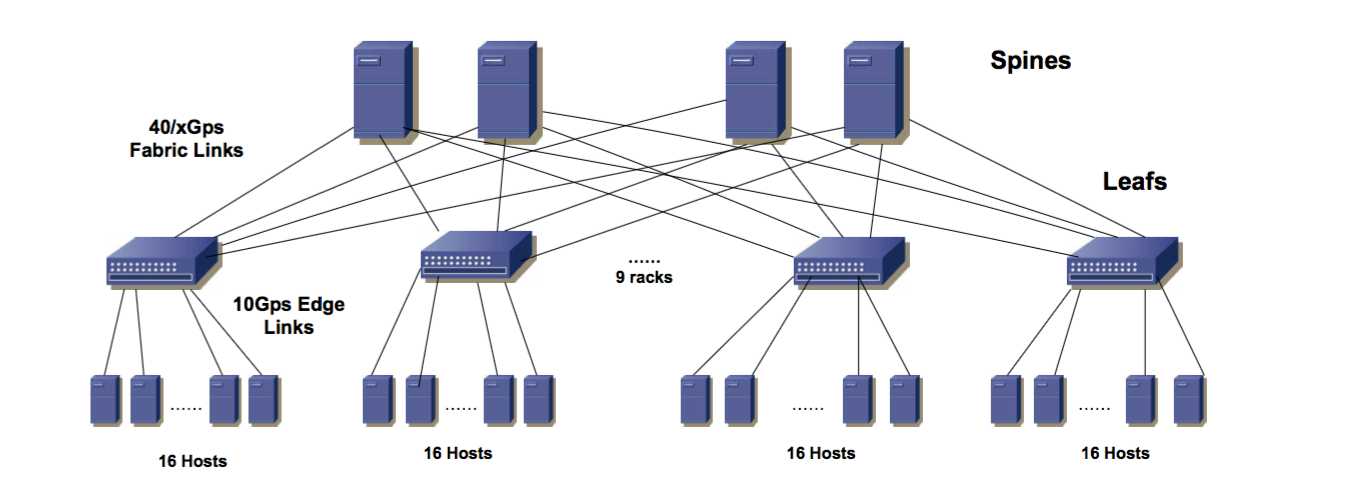 Spines
40/xGps
Fabric Links
Leafs
......
9 racks
10Gps Edge
Links
......
......
......
......
16 Hosts
16 Hosts
16 Hosts
16 Hosts